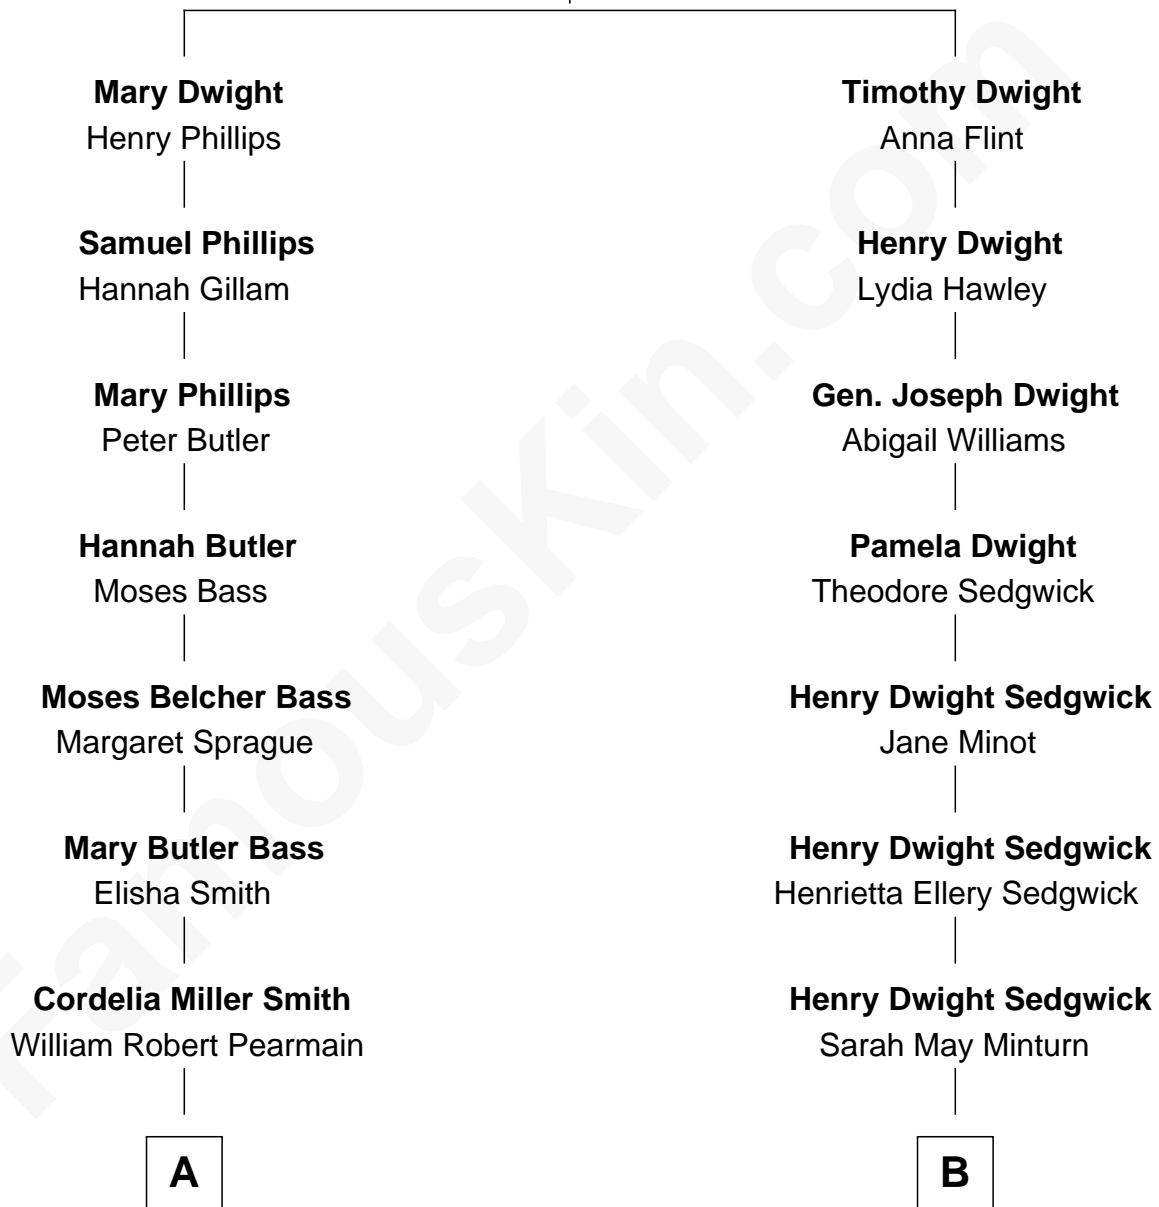 Mary Dwight
Henry Phillips
Samuel Phillips
Hannah Gillam
Mary Phillips
Peter Butler
Hannah Butler
Moses Bass
Moses Belcher Bass
Margaret Sprague
Mary Butler Bass
Elisha Smith
Cordelia Miller Smith
William Robert Pearmain
A
Timothy Dwight
Anna Flint
Henry Dwight
Lydia Hawley
Gen. Joseph Dwight
Abigail Williams
Pamela Dwight
Theodore Sedgwick
Henry Dwight Sedgwick
Jane Minot
Henry Dwight Sedgwick
Henrietta Ellery Sedgwick
Henry Dwight Sedgwick
Sarah May Minturn
B
FamousKin.com